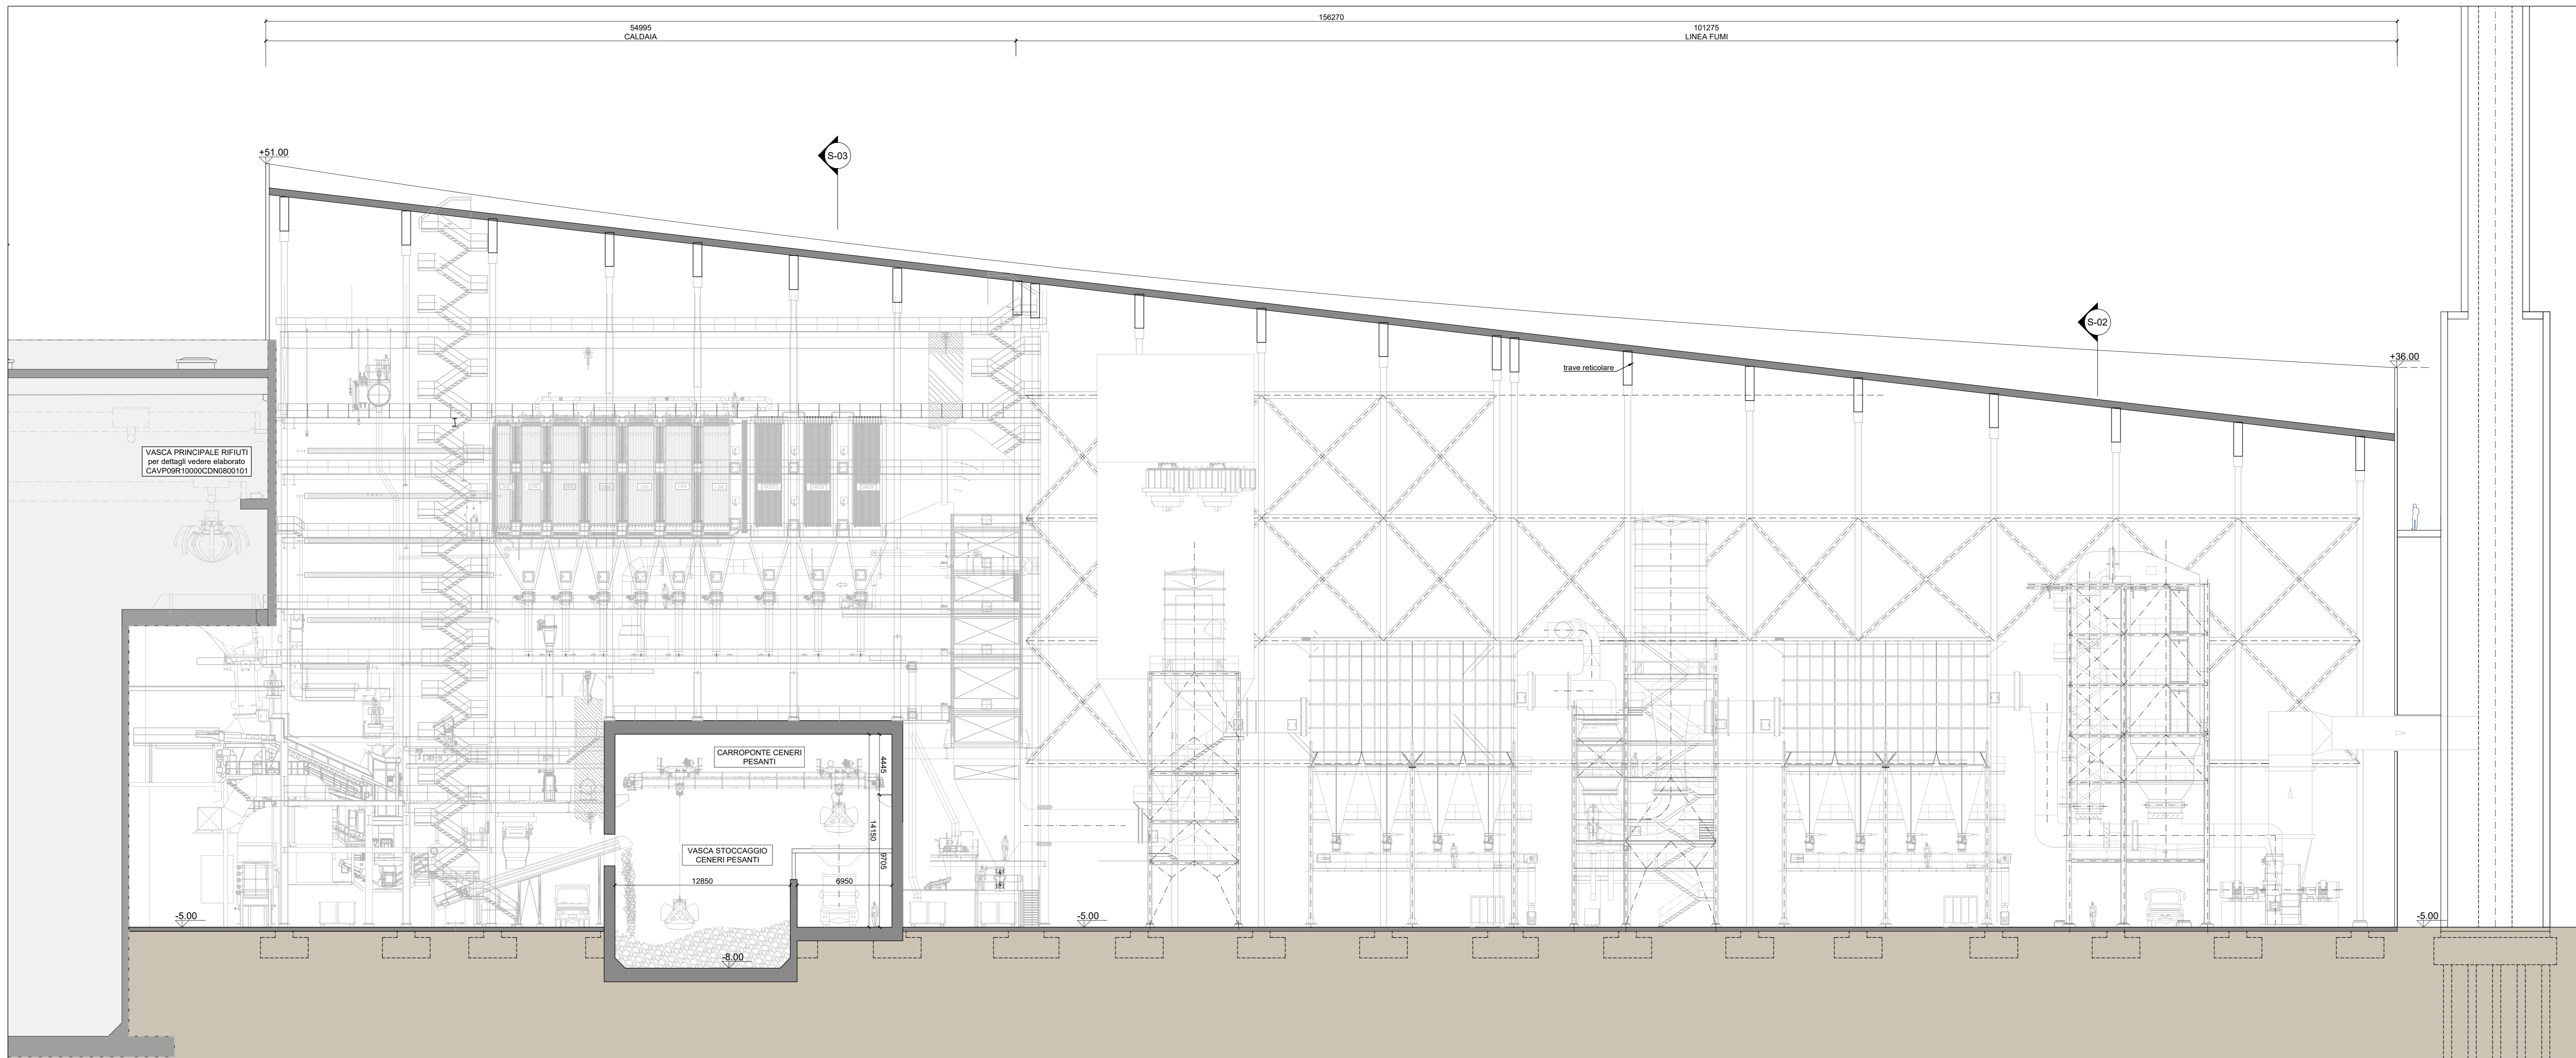 156270
54995
CALDAIA
101275
LINEA FUMI
+51.00
S-03
S-02
+36.00
trave reticolare
VASCA PRINCIPALE RIFIUTI
per dettagli vedere elaborato
CAVP09R10000CDN0800101
CARROPONTE CENERI
PESANTI
4445
14150
9705
VASCA STOCCAGGIO
CENERI PESANTI
12850
6950
-5.00
-5.00
-5.00
-8.00